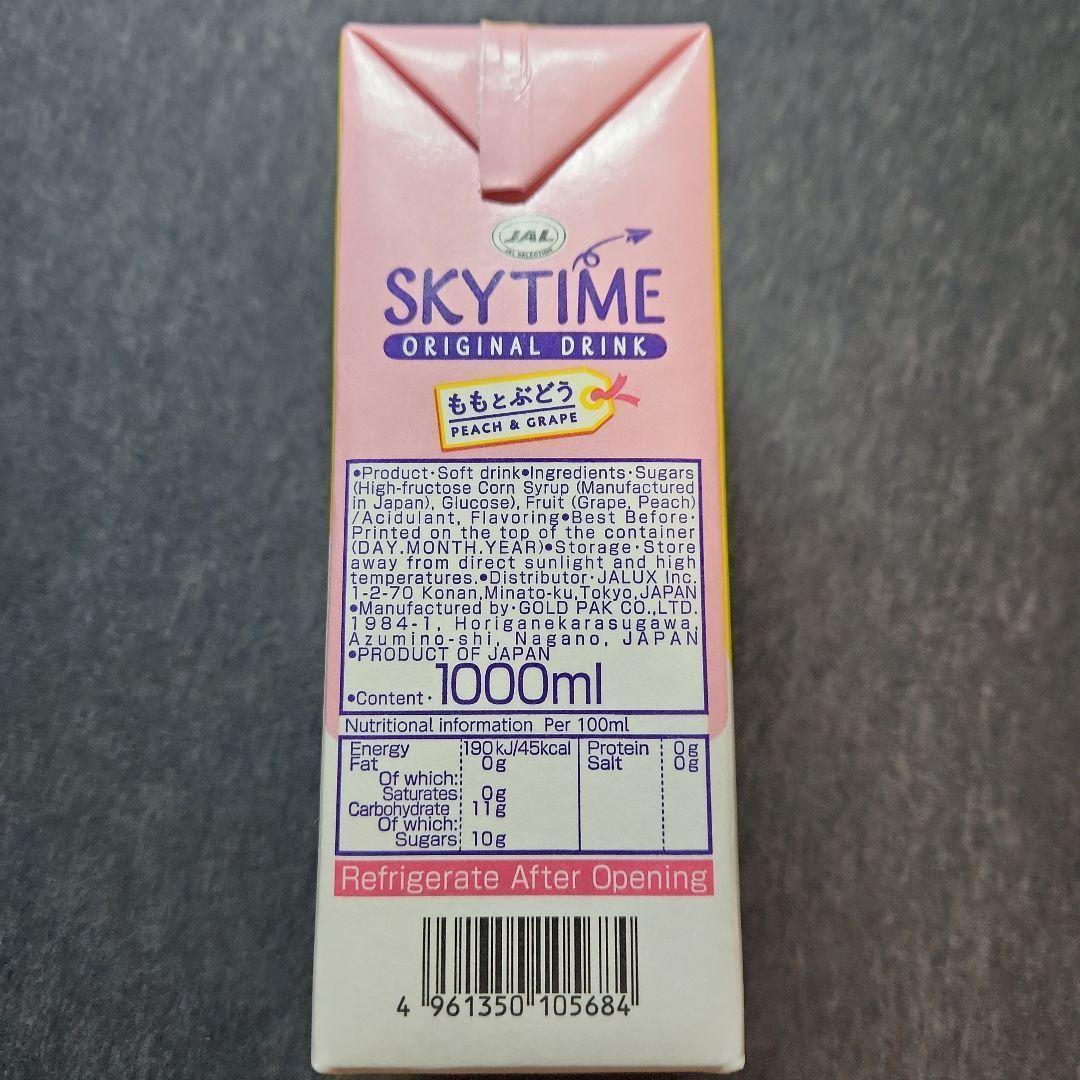 JAL
JAL SELECTION
SKYTIME
ORIGINAL DRINK
ももとぶどう
PEACH & GRAPE
•Product・Soft drink•Ingredients・Sugars
(High-fructose Corn Syrup (Manufactured
in Japan), Glucose), Fruit (Grape, Peach)
/Acidulant, Flavoring•Best Before・
Printed on the top of the container
(DAY.MONTH.YEAR)•Storage・Store
away from direct sunlight and high
temperatures.•Distributor・JALUX Inc.
1-2-70 Konan,Minato-ku,Tokyo,JAPAN
•Manufactured by・GOLD PAK CO.,LTD.
1984-1, Horiganekarasugawa,
Azumino-shi, Nagano, JAPAN
•PRODUCT OF JAPAN
•Content・1000ml
Nutritional information Per 100ml
Energy 190kJ/45kcal Protein 0g
Fat 0g Salt 0g
Of which:
Saturates 0g
Carbohydrate 11g
Of which:
Sugars 10g
Refrigerate After Opening
4 961350 105684